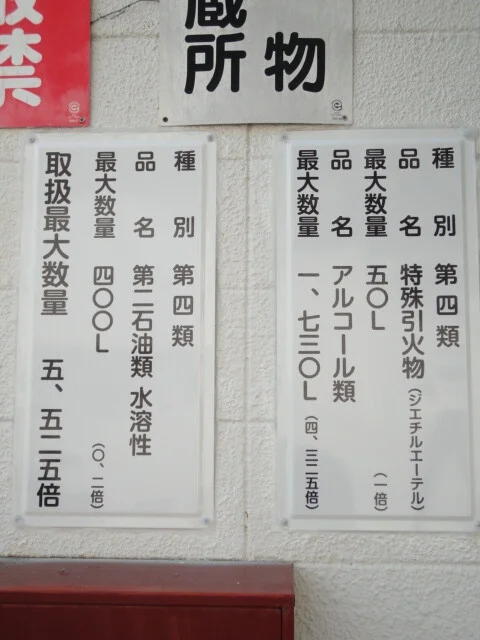 物
蔵所
禁
種別 第四類
品名 特殊引火物(ジエチルエーテル)
最大数量 五〇L (一倍)
品名 アルコール類
最大数量 一、七三〇L (四、三二五倍)
種別 第四類
品名 第二石油類 水溶性
最大数量 四〇〇L (〇、二倍)
取扱最大数量 五、五二五倍